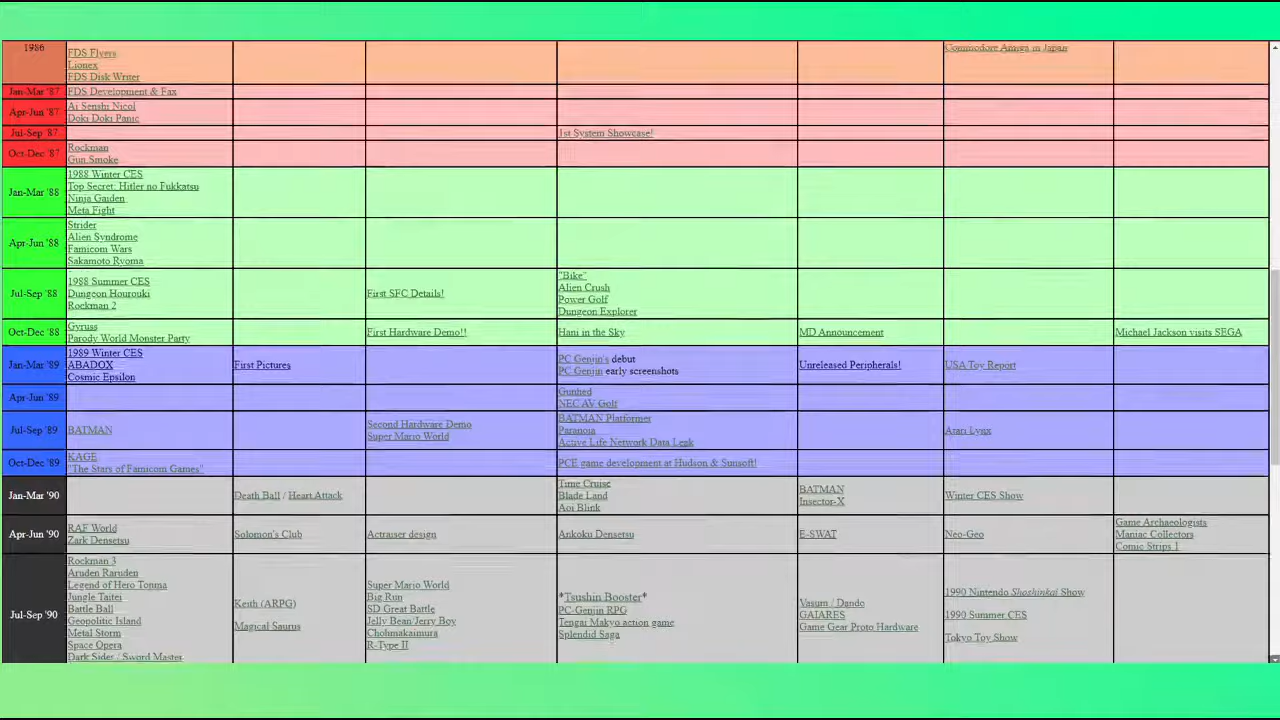 1986
FDS Flyers
Lionex
FDS Disk Writer
Commodore Amiga in Japan
Jan-Mar '87
FDS Development & Fax
Apr-Jun '87
Ai Senshi Nicol
Doki Doki Panic
Jul-Sep '87
1st System Showcase!
Oct-Dec '87
Rockman
Gun Smoke
Jan-Mar '88
1988 Winter CES
Top Secret: Hitler no Fukkatsu
Ninja Gaiden
Meta Fight
Apr-Jun '88
Strider
Alien Syndrome
Famicom Wars
Sakamoto Ryoma
Jul-Sep '88
1988 Summer CES
Dungeon Hourouki
Rockman 2
First SFC Details!
"Bike"
Alien Crush
Power Golf
Dungeon Explorer
Oct-Dec '88
Gyruss
Parody World Monster Party
First Hardware Demo!!
Hani in the Sky
MD Announcement
Michael Jackson visits SEGA
Jan-Mar '89
1989 Winter CES
ABADOX
Cosmic Epsilon
First Pictures
PC Genjin's debut
PC Genjin early screenshots
Unreleased Peripherals!
USA Toy Report
Apr-Jun '89
Gunhed
NEC AV Golf
Jul-Sep '89
BATMAN
Second Hardware Demo
Super Mario World
BATMAN Platformer
Paranoia
Active Life Network Data Leak
Atari Lynx
Oct-Dec '89
KAGE
"The Stars of Famicom Games"
PCE game development at Hudson & Sunsoft!
Jan-Mar '90
Death Ball / Heart Attack
Time Cruise
Blade Land
Aoi Blink
BATMAN
Insector-X
Winter CES Show
Apr-Jun '90
RAF World
Zark Densetsu
Solomon's Club
Actraiser design
Ankoku Densetsu
E-SWAT
Neo-Geo
Game Archaeologists
Maniac Collectors
Comic Strips 1
Jul-Sep '90
Rockman 3
Aruden Raruden
Legend of Hero Tonma
Jungle Taitei
Battle Ball
Geopolitic Island
Metal Storm
Space Opera
Dark Sides / Sword Master
Keith (ARPG)
Magical Saurus
Super Mario World
Big Run
SD Great Battle
Jelly Bean/Jerry Boy
Chohmakaimura
R-Type II
*Tsushin Booster*
PC-Genjin RPG
Tengai Makyo action game
Splendid Saga
Vasum / Dando
GAIARES
Game Gear Proto Hardware
1990 Nintendo Shoshinkai Show
1990 Summer CES
Tokyo Toy Show